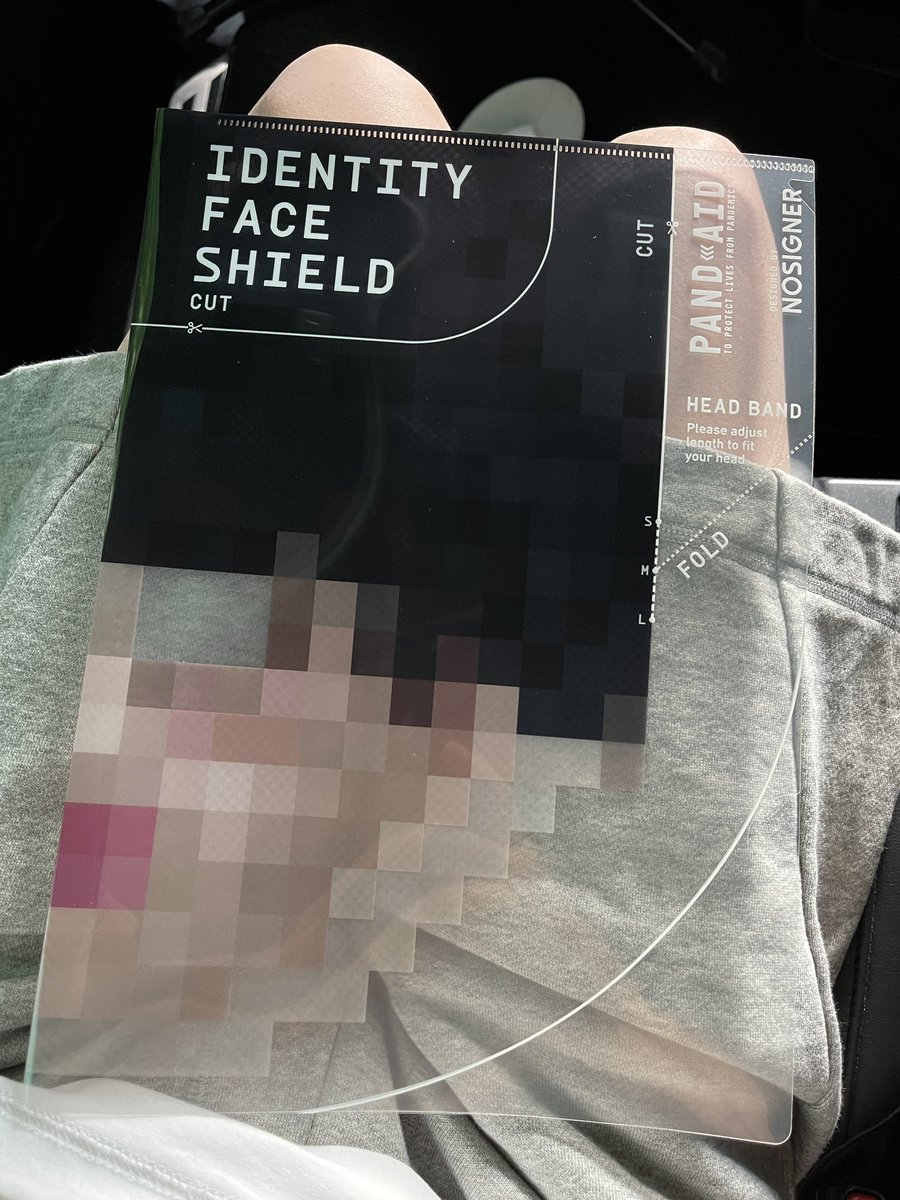 IDENTITY
FACE
SHIELD
CUT
CUT
PAND«AID
TO PROTECT LIVES FROM PANDEMIC
DESIGNED BY
NOSIGNER
HEAD BAND
Please adjust
length to fit
your head
S
M
L
FOLD